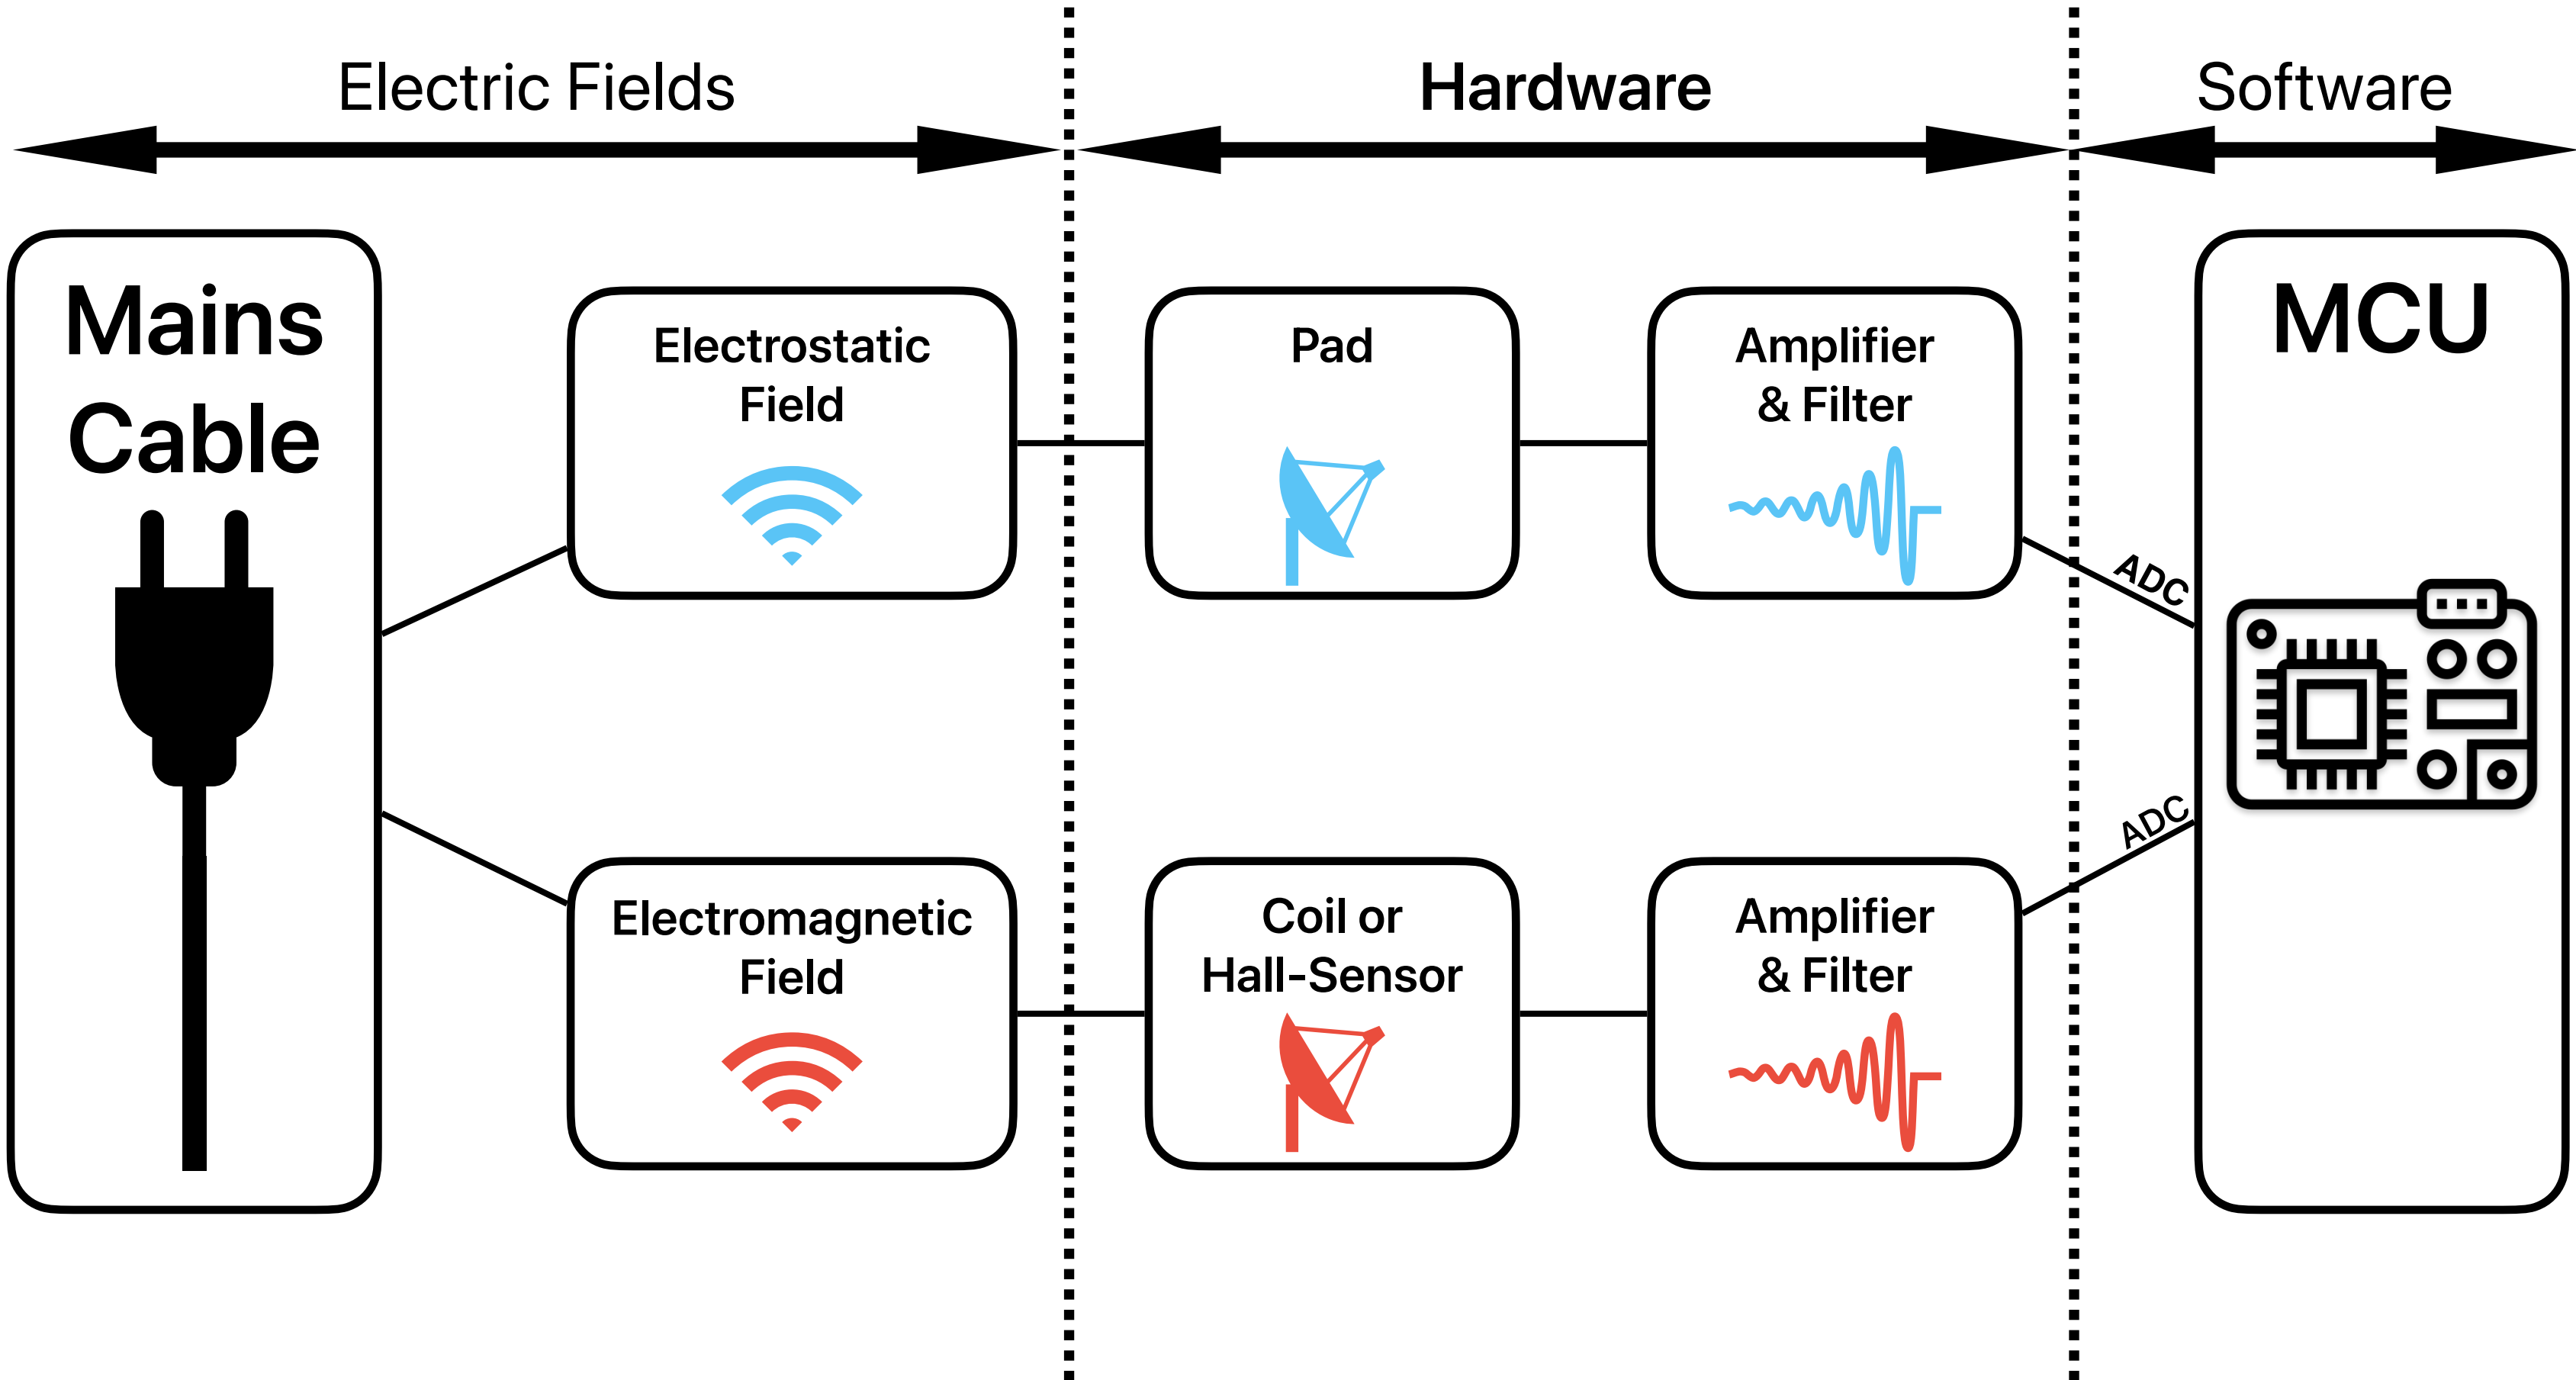 Electric Fields
Hardware
Software
Mains
Cable
Electrostatic
Field
Pad
Amplifier
& Filter
MCU
ADC
ADC
Electromagnetic
Field
Coil or
Hall-Sensor
Amplifier
& Filter